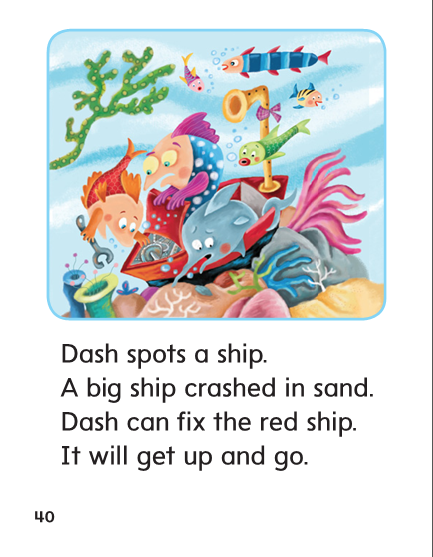 Dash spots a ship.
A big ship crashed in sand.
Dash can fix the red ship.
It will get up and go.
40